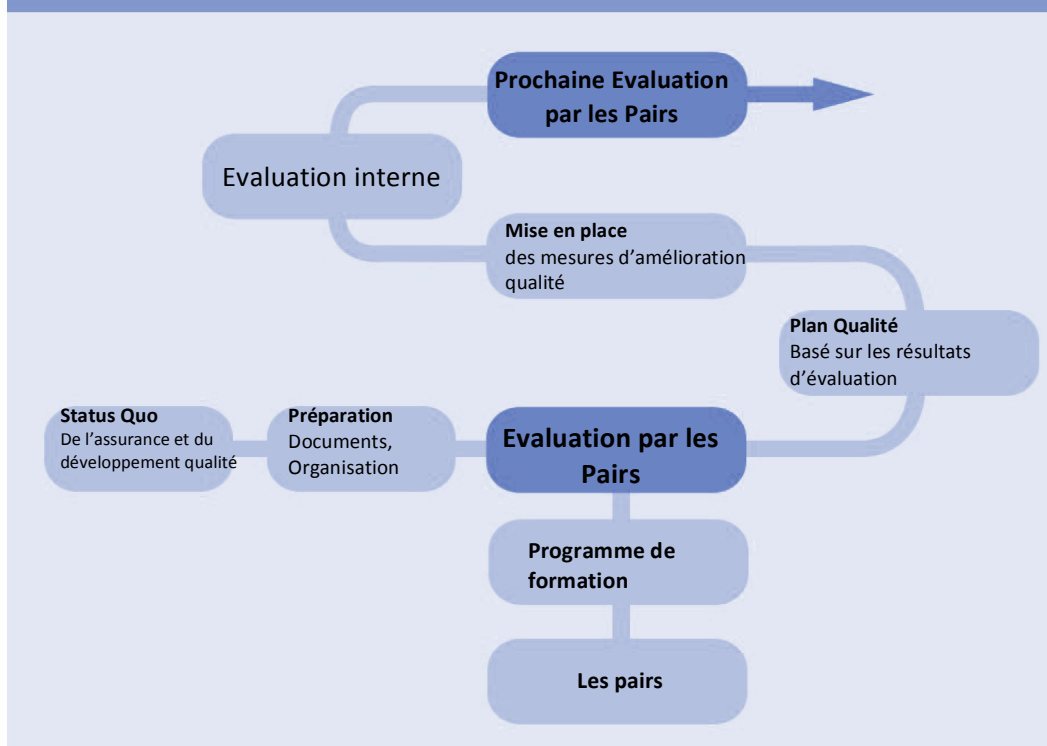 Prochaine Evaluation
par les Pairs
Evaluation interne
Mise en place
des mesures d’amélioration
qualité
Plan Qualité
Basé sur les résultats
d’évaluation
Status Quo
De l’assurance et du
développement qualité
Préparation
Documents,
Organisation
Evaluation par les
Pairs
Programme de
formation
Les pairs